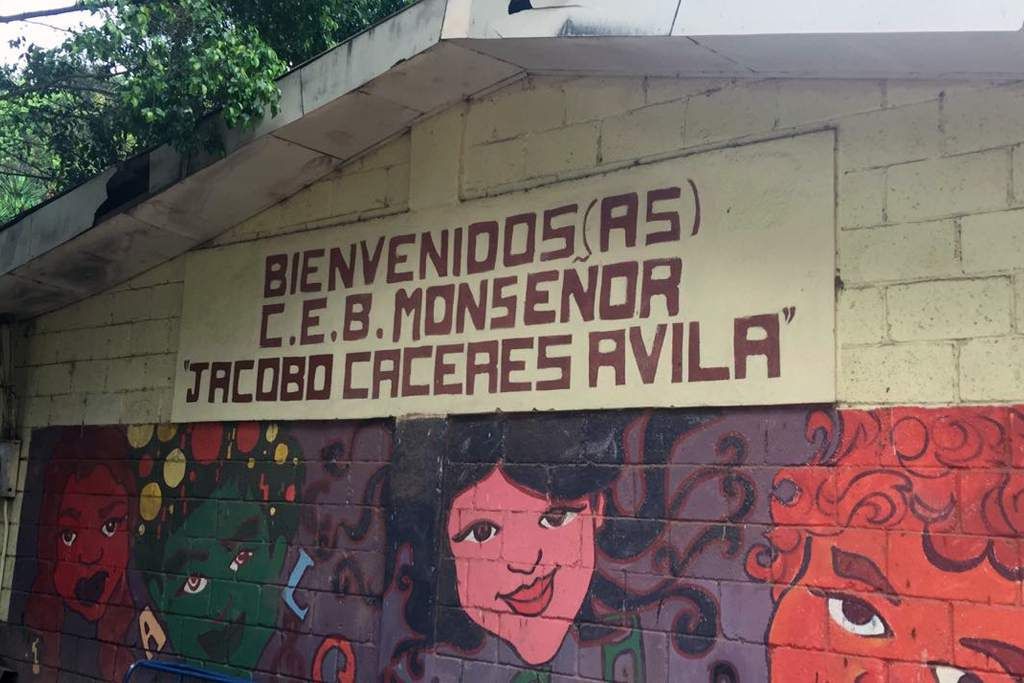 BIENVENIDOS(AS)
C.E.B. MONSEÑOR
"JACOBO CACERES AVILA"
A
L